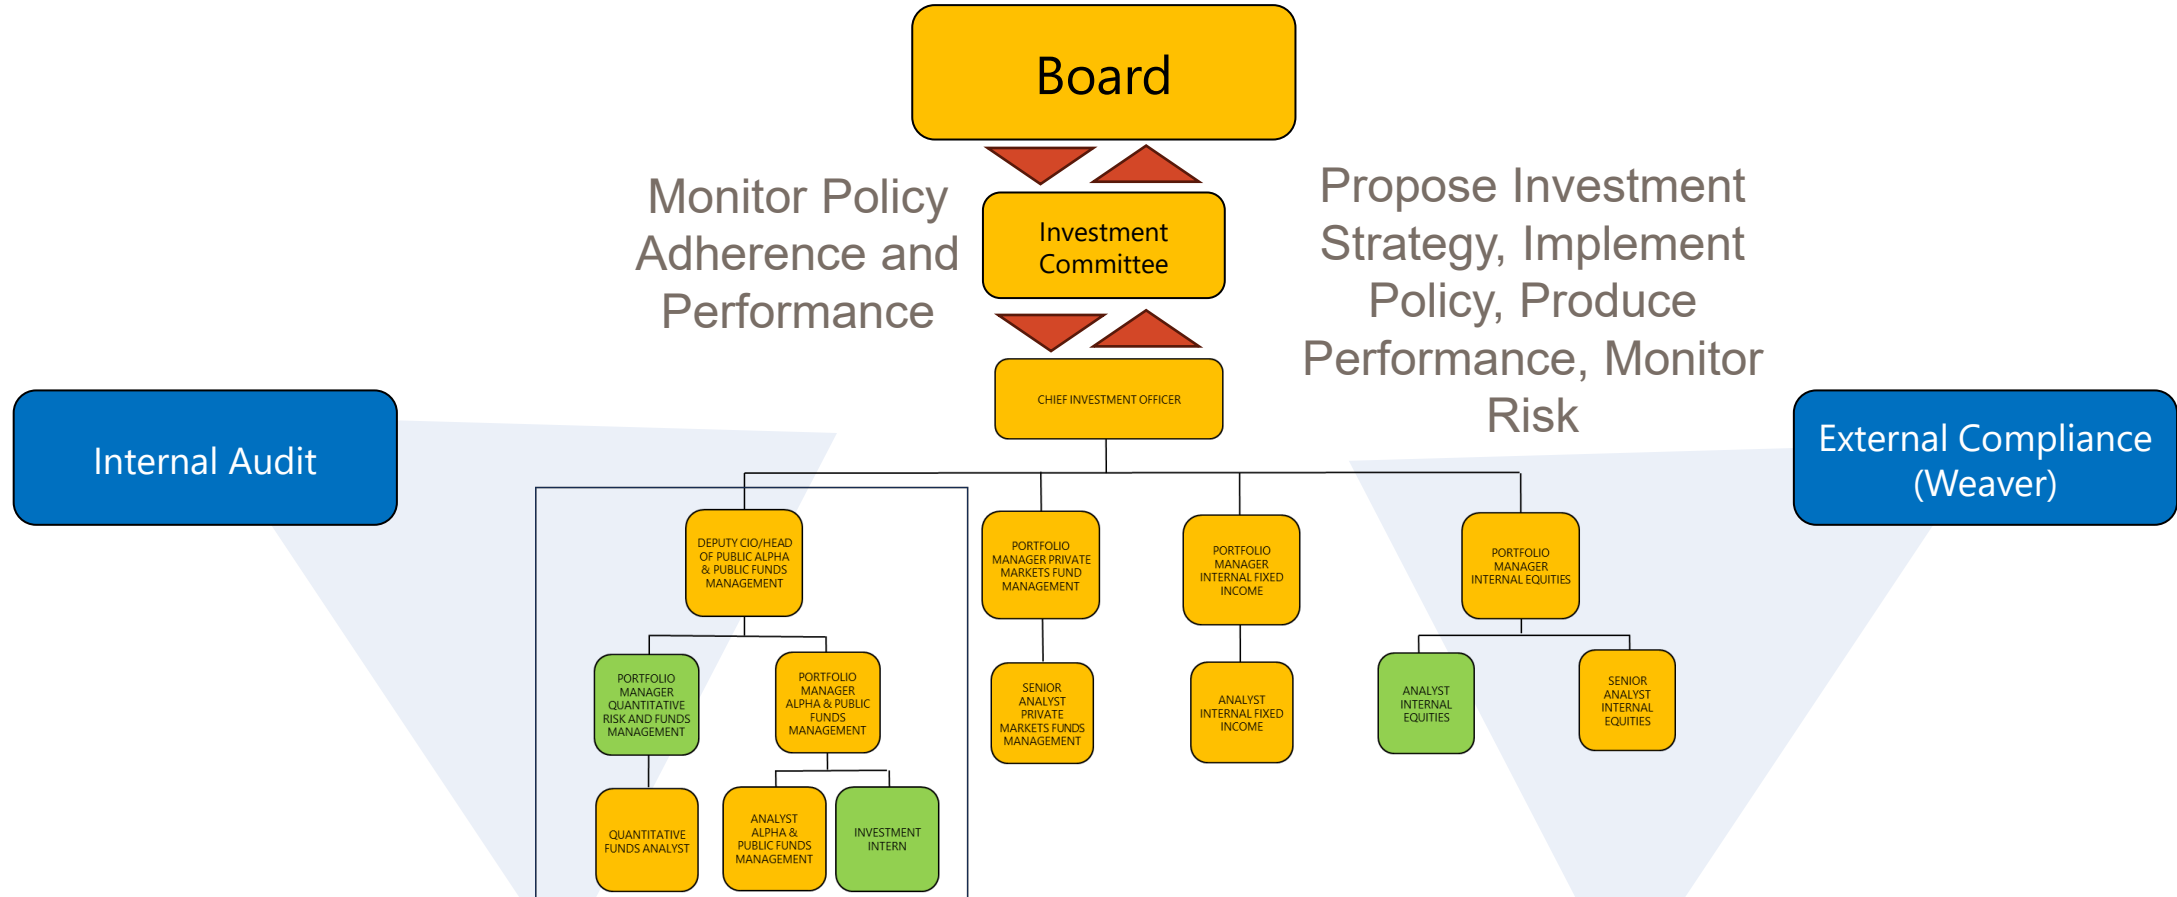 Board
Monitor Policy
Adherence and
Performance
Investment
Committee
Propose Investment
Strategy, Implement
Policy, Produce
Performance, Monitor
Risk
CHIEF INVESTMENT OFFICER
Internal Audit
External Compliance
(Weaver)
DEPUTY CIO/HEAD
OF PUBLIC ALPHA
& PUBLIC FUNDS
MANAGEMENT
PORTFOLIO
MANAGER PRIVATE
MARKETS FUND
MANAGEMENT
PORTFOLIO
MANAGER
INTERNAL FIXED
INCOME
PORTFOLIO
MANAGER
INTERNAL EQUITIES
PORTFOLIO
MANAGER
QUANTITATIVE
RISK AND FUNDS
MANAGEMENT
PORTFOLIO
MANAGER
ALPHA & PUBLIC
FUNDS
MANAGEMENT
SENIOR
ANALYST
PRIVATE
MARKETS FUNDS
MANAGEMENT
ANALYST
INTERNAL FIXED
INCOME
ANALYST
INTERNAL
EQUITIES
SENIOR
ANALYST
INTERNAL
EQUITIES
QUANTITATIVE
FUNDS ANALYST
ANALYST
ALPHA &
PUBLIC FUNDS
MANAGEMENT
INVESTMENT
INTERN